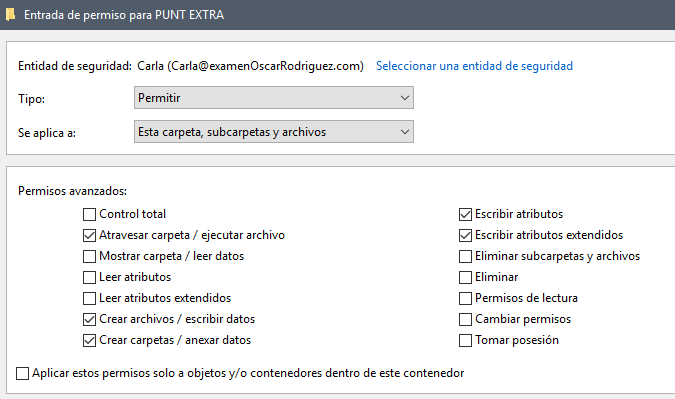 Entrada de permiso para PUNT EXTRA
Entidad de seguridad: Carla (Carla@examenOscarRodriguez.com) Seleccionar una entidad de seguridad
Tipo: Permitir
Se aplica a: Esta carpeta, subcarpetas y archivos
Permisos avanzados:
Control total
Atravesar carpeta / ejecutar archivo
Mostrar carpeta / leer datos
Leer atributos
Leer atributos extendidos
Crear archivos / escribir datos
Crear carpetas / anexar datos
Escribir atributos
Escribir atributos extendidos
Eliminar subcarpetas y archivos
Eliminar
Permisos de lectura
Cambiar permisos
Tomar posesión
Aplicar estos permisos solo a objetos y/o contenedores dentro de este contenedor